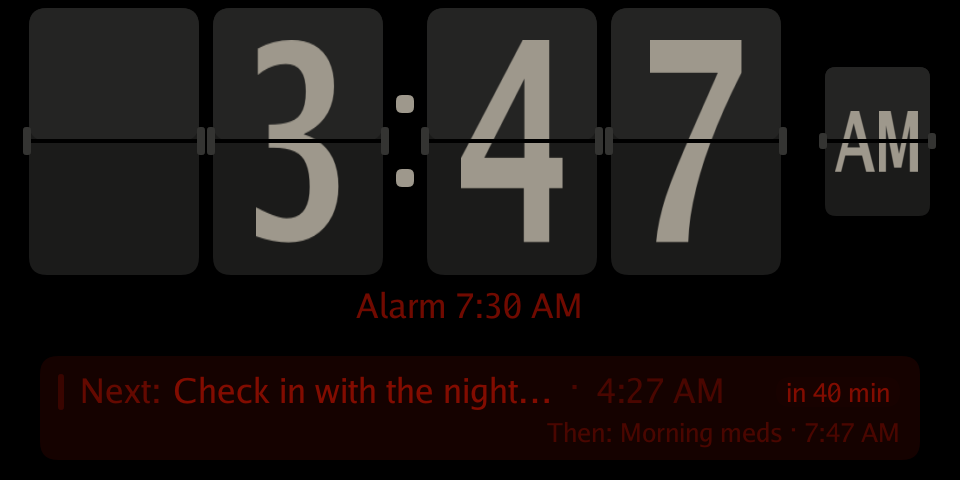 3:47 AM
Alarm 7:30 AM
Next: Check in with the night... · 4:27 AM in 40 min
Then: Morning meds · 7:47 AM